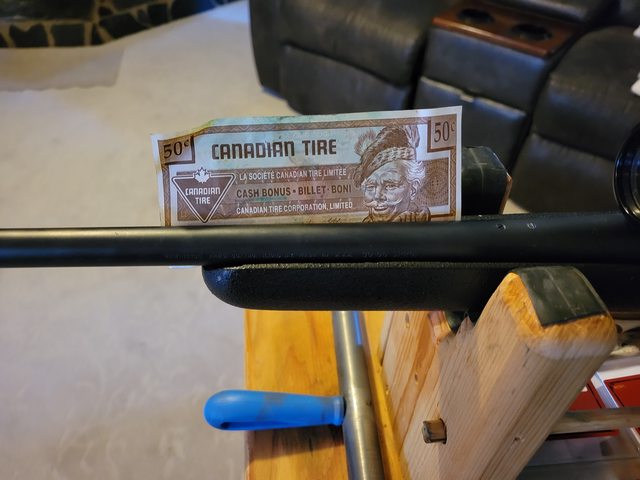 50¢
CANADIAN TIRE
50¢
LA SOCIÉTÉ CANADIAN TIRE LIMITÉE
CANADIAN
TIRE
CASH BONUS • BILLET • BONI
CANADIAN TIRE CORPORATION, LIMITED